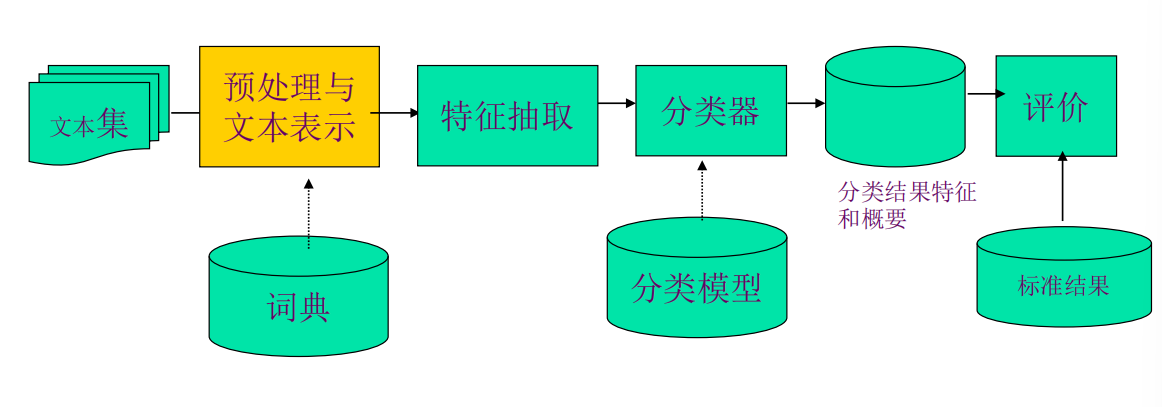 文本集
预处理与
文本表示
特征抽取
分类器
评价
分类结果特征
和概要
词典
分类模型
标准结果